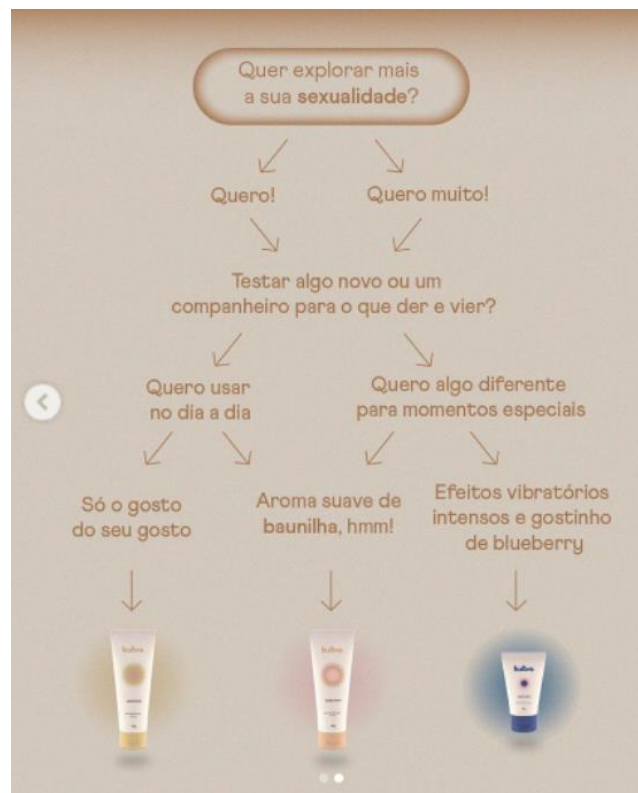 Quer explorar mais
a sua sexualidade?
Quero!
Quero muito!
Testar algo novo ou um
companheiro para o que der e vier?
Quero usar
no dia a dia
Quero algo diferente
para momentos especiais
Só o gosto
do seu gosto
Aroma suave de
baunilha, hmm!
Efeitos vibratórios
intensos e gostinho
de blueberry